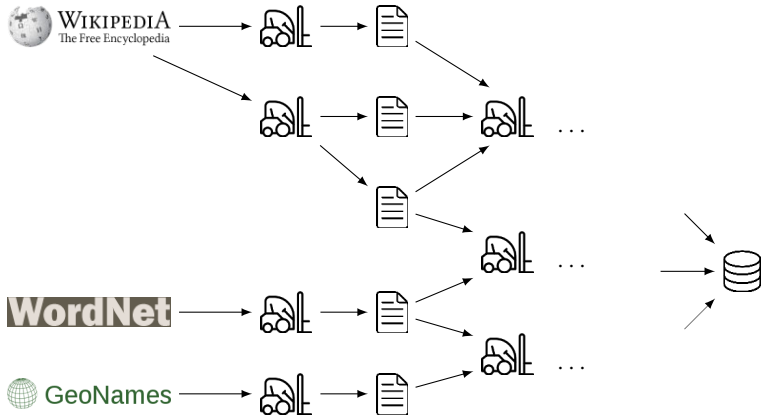 WIKIPEDIA
The Free Encyclopedia
...
...
WordNet
...
GeoNames